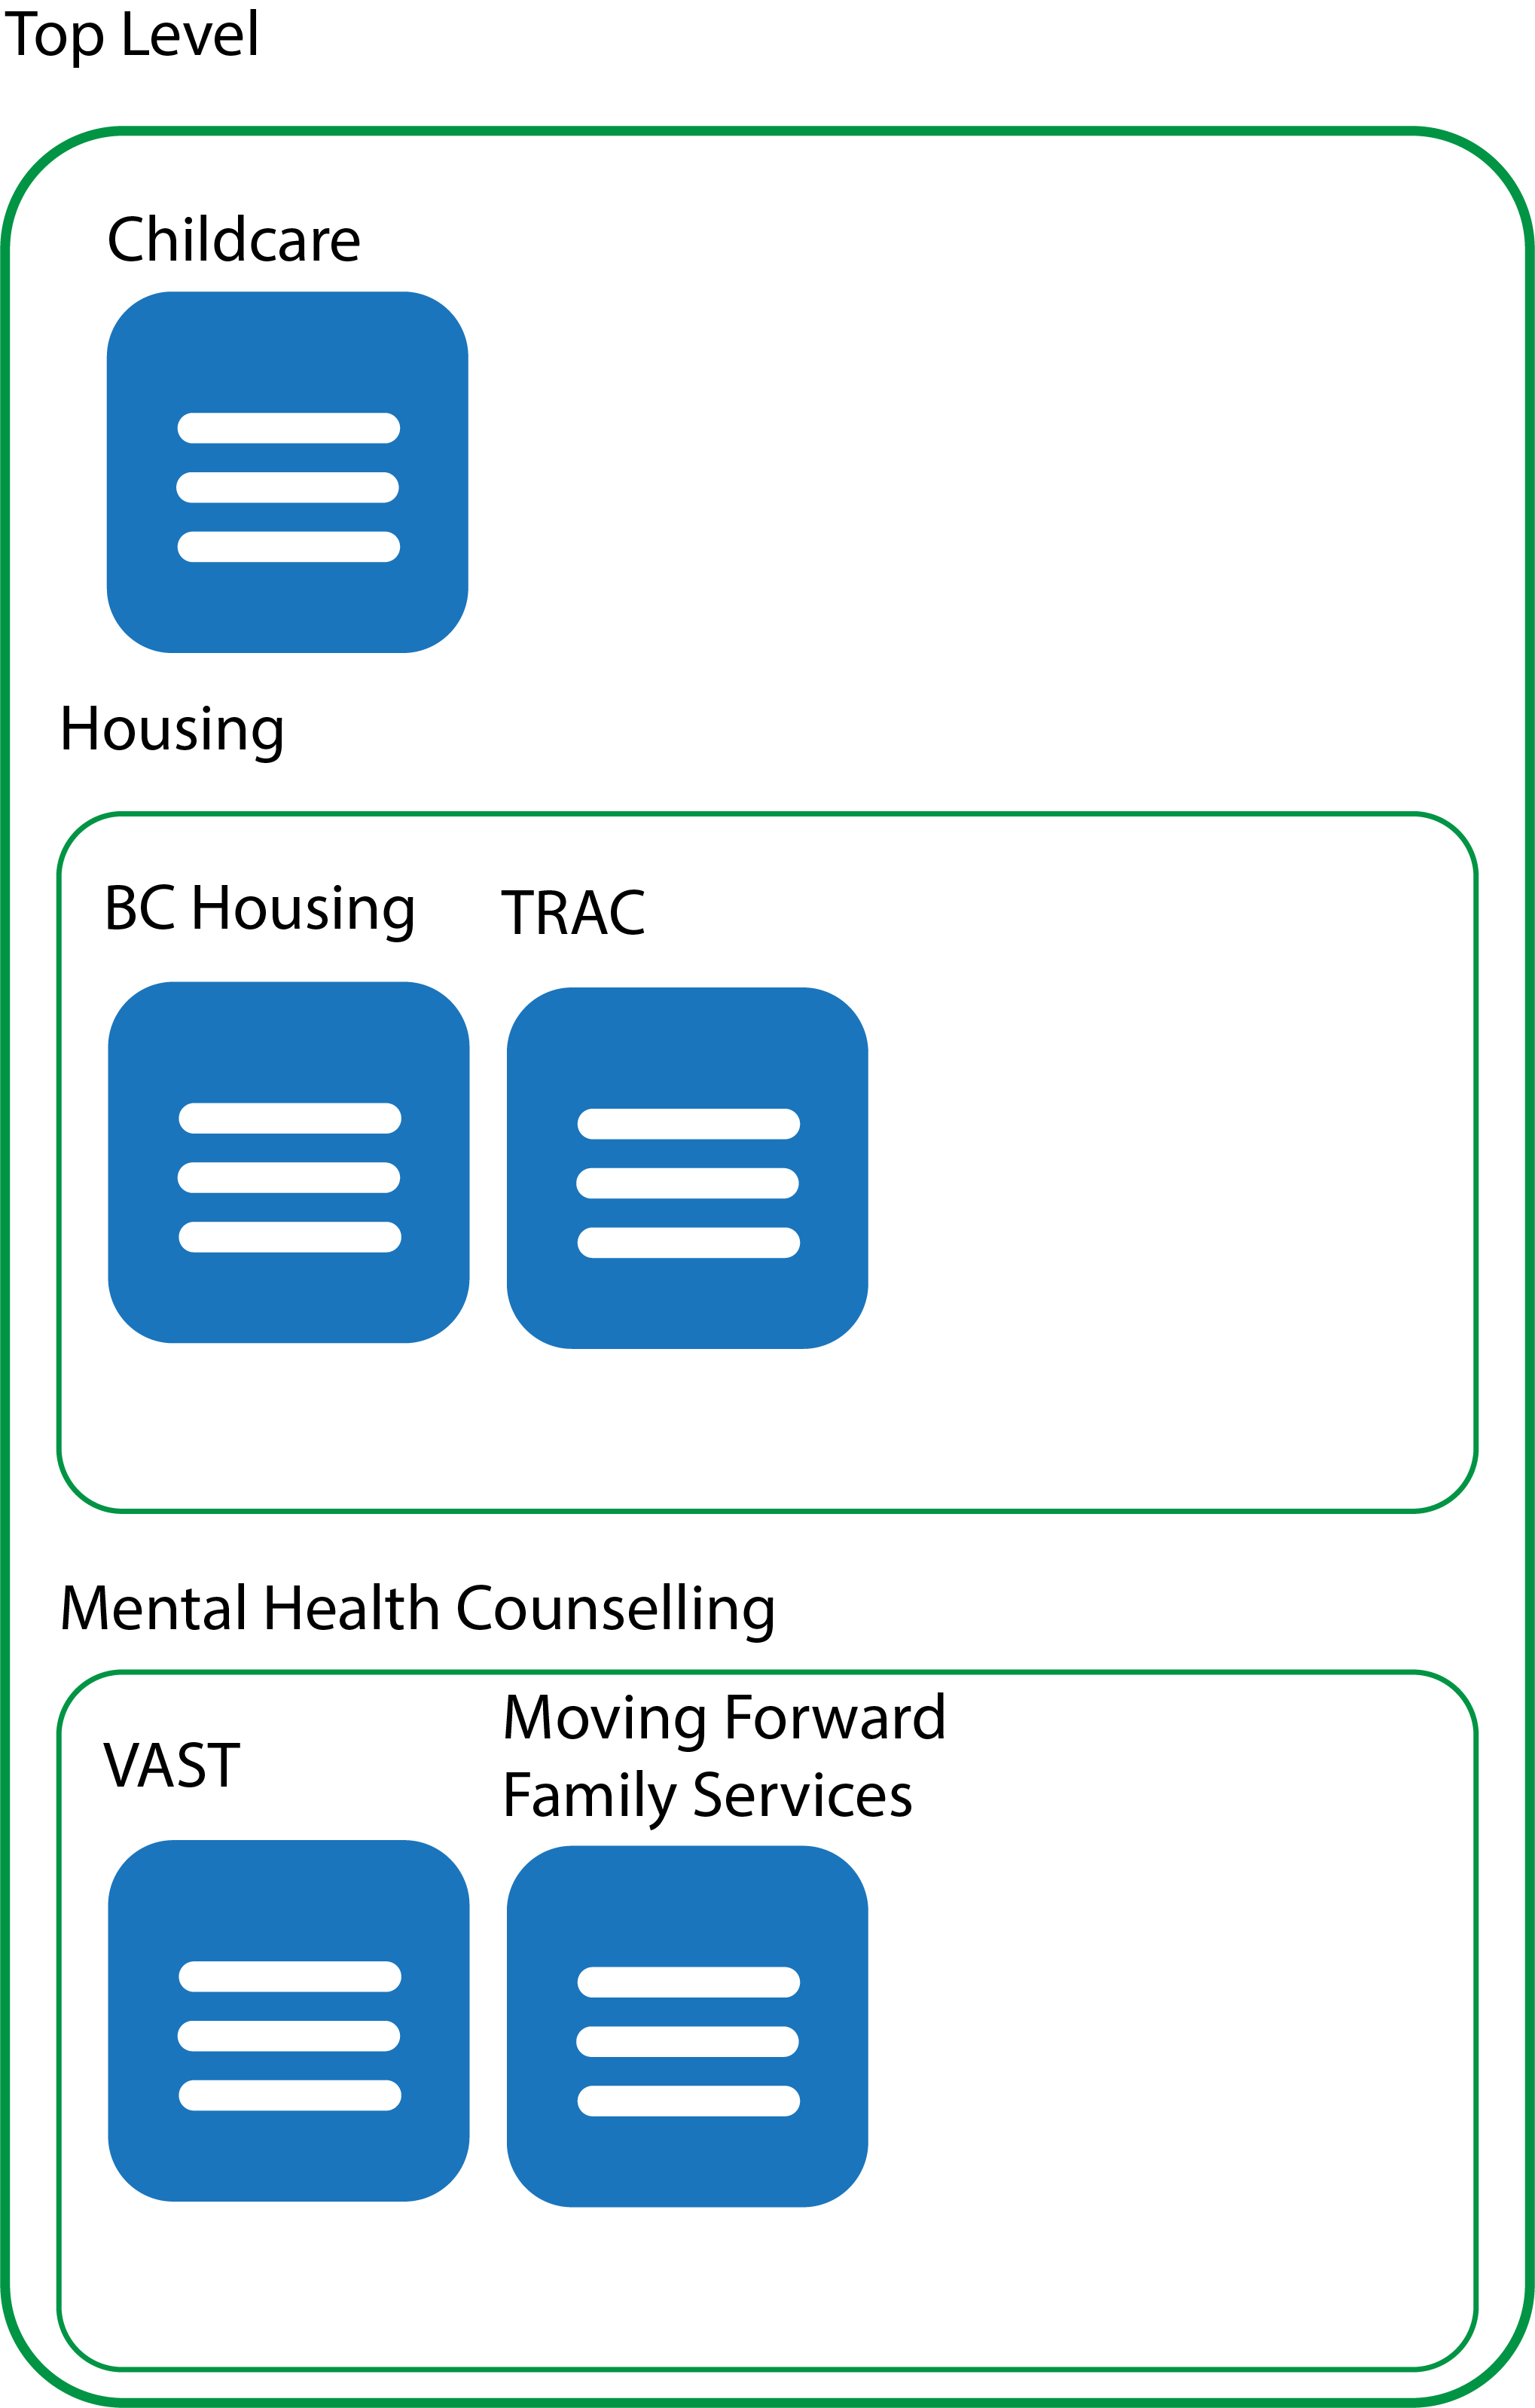 Top Level
Childcare
Housing
BC Housing
TRAC
Mental Health Counselling
VAST
Moving Forward
Family Services